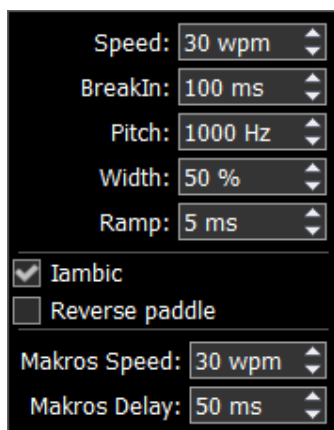 Speed: 30 wpm
BreakIn: 100 ms
Pitch: 1000 Hz
Width: 50 %
Ramp: 5 ms
Iambic
Reverse paddle
Makros Speed: 30 wpm
Makros Delay: 50 ms